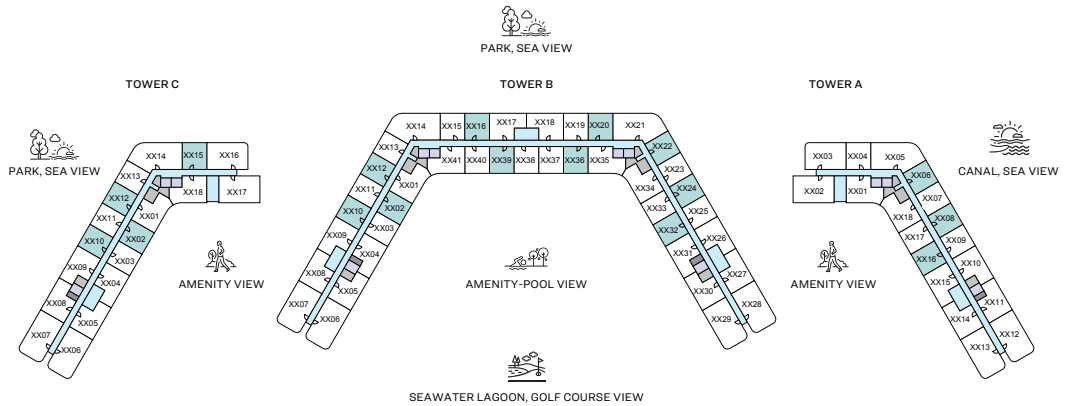 PARK, SEA VIEW
TOWER C
TOWER B
TOWER A
PARK, SEA VIEW
CANAL, SEA VIEW
XX14
XX15
XX16
XX13
XX12
XX11
XX10
XX09
XX08
XX07
XX06
XX05
XX04
XX03
XX02
XX01
XX18
XX17
XX14
XX15
XX16
XX17
XX18
XX19
XX20
XX21
XX13
XX12
XX11
XX10
XX09
XX08
XX07
XX06
XX05
XX04
XX03
XX02
XX01
XX41
XX40
XX39
XX38
XX37
XX36
XX35
XX22
XX23
XX24
XX25
XX26
XX27
XX28
XX29
XX30
XX31
XX32
XX33
XX34
XX03
XX04
XX05
XX02
XX01
XX06
XX07
XX08
XX09
XX10
XX11
XX12
XX13
XX14
XX15
XX16
XX17
XX18
AMENITY VIEW
AMENITY-POOL VIEW
AMENITY VIEW
SEAWATER LAGOON, GOLF COURSE VIEW